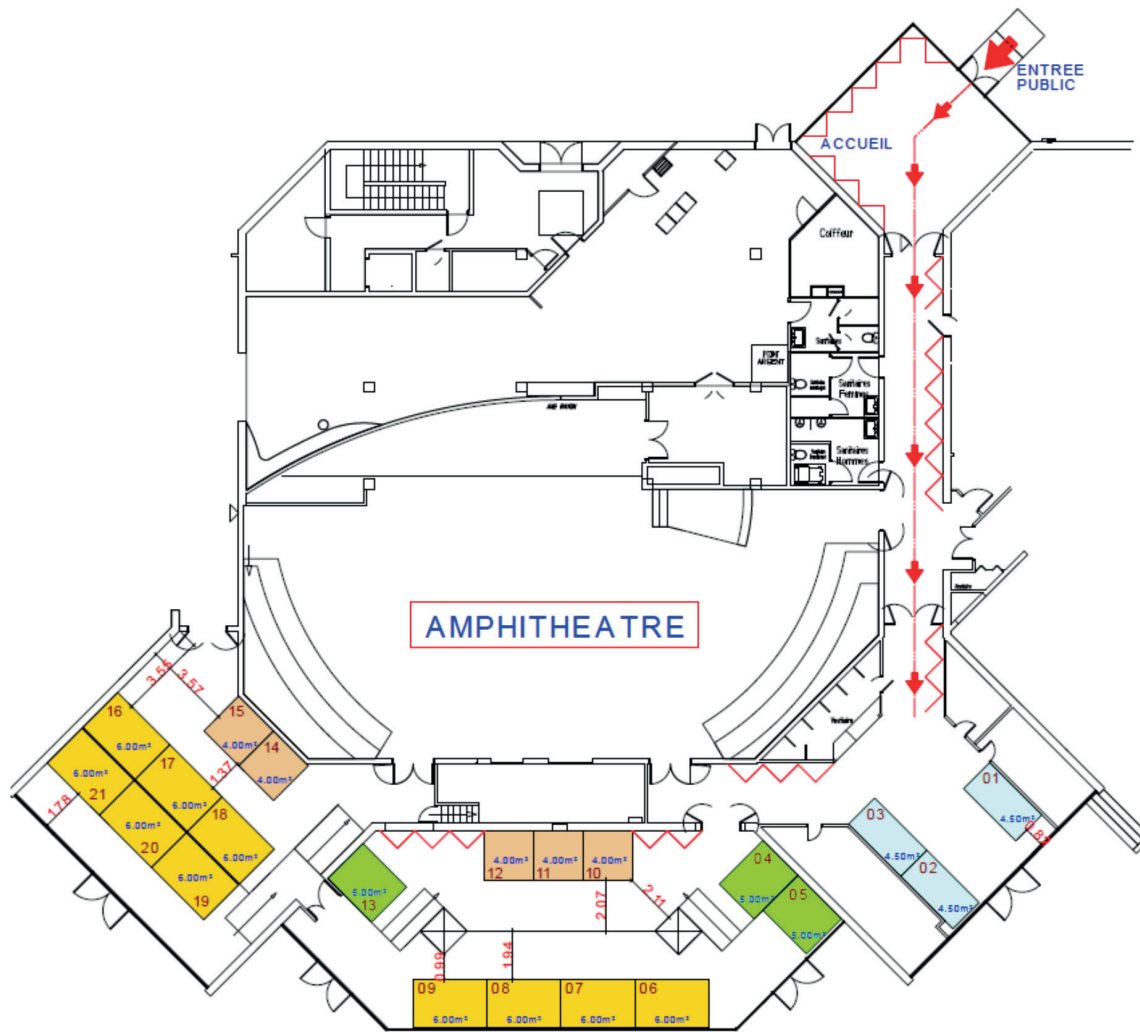 ENTREE
PUBLIC
ACCUEIL
Coiffeur
Sanitaires
POINT
ARGENT
Sanitaires
Femmes
Sanitaires
Hommes
AMPHITHEATRE
Vestiaire
3.55
3.57
16
6.00m²
15
4.00m²
14
4.00m²
17
6.00m²
1.37
21
6.00m²
1.78
18
6.00m²
20
6.00m²
19
6.00m²
01
4.50m²
0.89
03
4.50m²
02
4.50m²
04
5.00m²
05
5.00m²
4.00m²
12
4.00m²
11
4.00m²
10
5.00m²
13
2.07
2.11
0.99
1.94
09
6.00m²
08
6.00m²
07
6.00m²
06
6.00m²